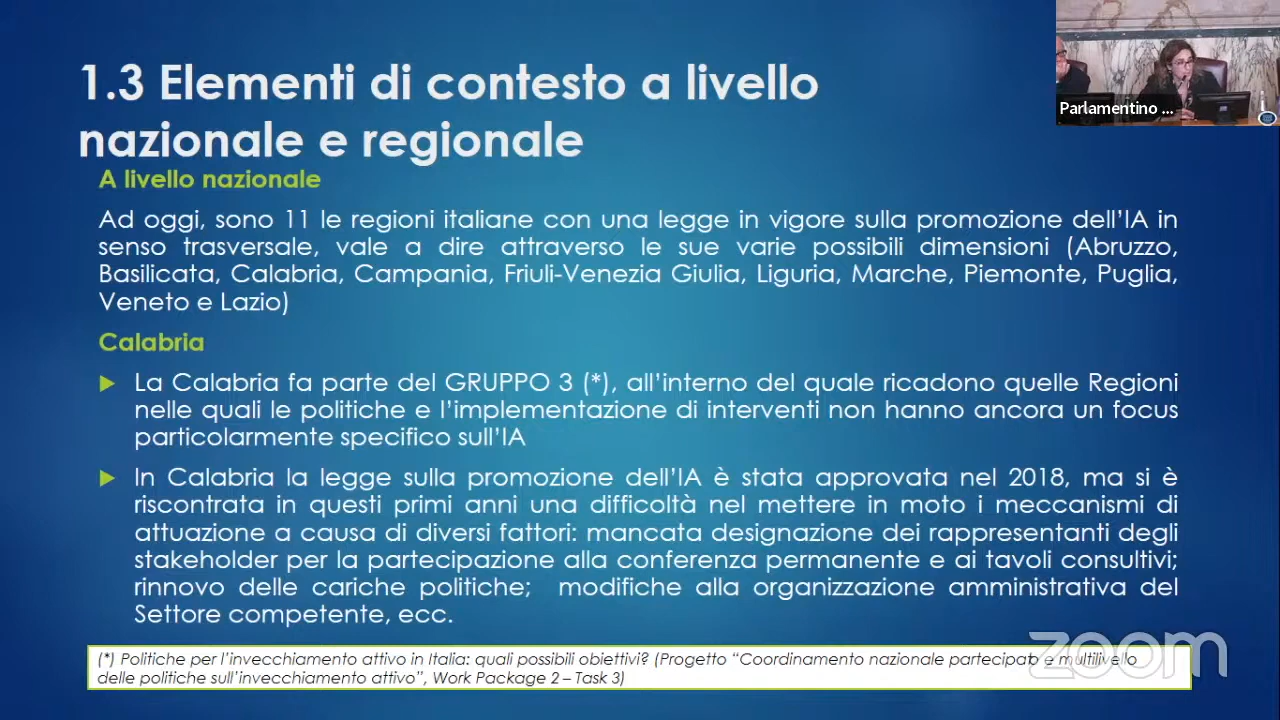 1.3 Elementi di contesto a livello
nazionale e regionale
Parlamentino ...
A livello nazionale
Ad oggi, sono 11 le regioni italiane con una legge in vigore sulla promozione dell'IA in
senso trasversale, vale a dire attraverso le sue varie possibili dimensioni (Abruzzo,
Basilicata, Calabria, Campania, Friuli-Venezia Giulia, Liguria, Marche, Piemonte, Puglia,
Veneto e Lazio)
Calabria
La Calabria fa parte del GRUPPO 3 (*), all'interno del quale ricadono quelle Regioni
nelle quali le politiche e l'implementazione di interventi non hanno ancora un focus
particolarmente specifico sull'IA
In Calabria la legge sulla promozione dell'IA è stata approvata nel 2018, ma si è
riscontrata in questi primi anni una difficoltà nel mettere in moto i meccanismi di
attuazione a causa di diversi fattori: mancata designazione dei rappresentanti degli
stakeholder per la partecipazione alla conferenza permanente e ai tavoli consultivi;
rinnovo delle cariche politiche; modifiche alla organizzazione amministrativa del
Settore competente, ecc.
(*) Politiche per l'invecchiamento attivo in Italia: quali possibili obiettivi? (Progetto "Coordinamento nazionale partecipato e multilivello
delle politiche sull'invecchiamento attivo", Work Package 2 – Task 3)
zoom